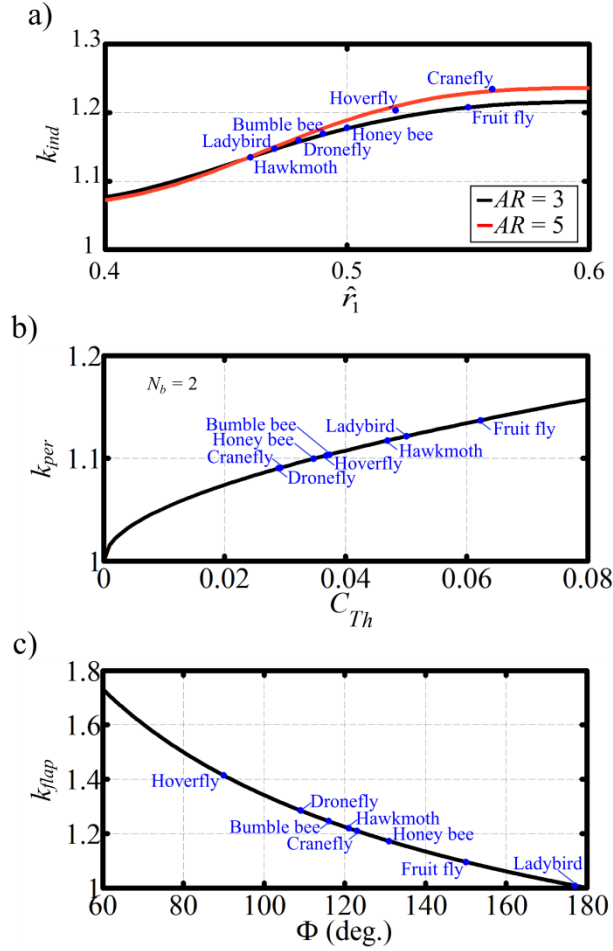 a)
1.3
1.2
1.1
1
k_ind
Cranefly
Hoverfly
Fruit fly
Bumble bee
Honey bee
Ladybird
Dronefly
Hawkmoth
AR = 3
AR = 5
0.4 0.5 0.6
r̂₁
b)
1.2
1.1
1
k_per
N_b = 2
Bumble bee
Ladybird
Fruit fly
Honey bee
Hawkmoth
Cranefly
Hoverfly
Dronefly
0 0.02 0.04 0.06 0.08
C_Th
c)
1.8
1.6
1.4
1.2
1
k_flap
Hoverfly
Dronefly
Bumble bee
Hawkmoth
Cranefly
Honey bee
Fruit fly
Ladybird
60 80 100 120 140 160 180
Φ (deg.)